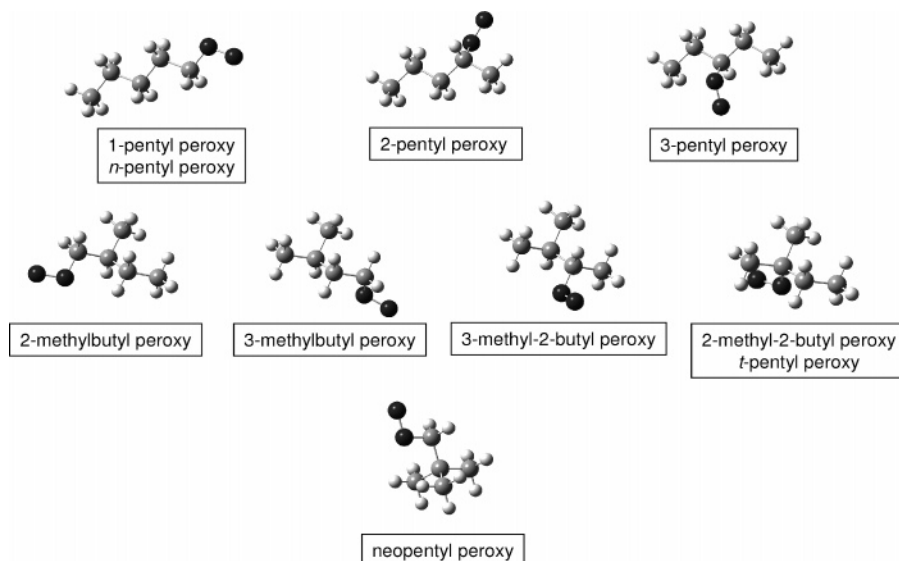 1-pentyl peroxy
n-pentyl peroxy
2-pentyl peroxy
3-pentyl peroxy
2-methylbutyl peroxy
3-methylbutyl peroxy
3-methyl-2-butyl peroxy
2-methyl-2-butyl peroxy
t-pentyl peroxy
neopentyl peroxy